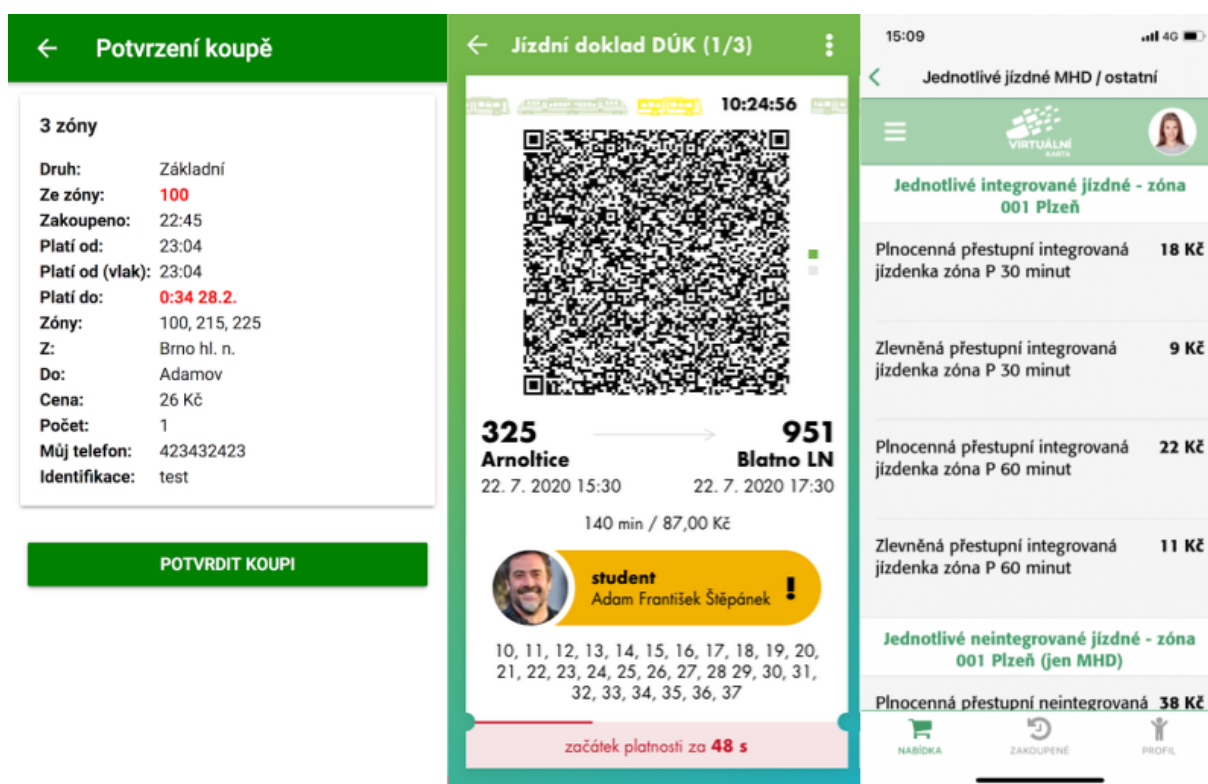 Potvrzení koupě
3 zóny
Druh: Základní
Ze zóny: 100
Zakoupeno: 22:45
Platí od: 23:04
Platí od (vlak): 23:04
Platí do: 0:34 28.2.
Zóny: 100, 215, 225
Z: Brno hl. n.
Do: Adamov
Cena: 26 Kč
Počet: 1
Můj telefon: 423432423
Identifikace: test
POTVRDIT KOUPI
Jízdní doklad DÚK (1/3)
10:24:56
325 951
Arnoltice Blatno LN
22. 7. 2020 15:30 22. 7. 2020 17:30
140 min / 87,00 Kč
student
Adam František Štěpánek
!
10, 11, 12, 13, 14, 15, 16, 17, 18, 19, 20,
21, 22, 23, 24, 25, 26, 27, 28 29, 30, 31,
32, 33, 34, 35, 36, 37
začátek platnosti za 48 s
15:09 4G
Jednotlivé jízdné MHD / ostatní
VIRTUÁLNÍ
KARTA
Jednotlivé integrované jízdné - zóna
001 Plzeň
Plnocenná přestupní integrovaná 18 Kč
jízdenka zóna P 30 minut
Zlevněná přestupní integrovaná 9 Kč
jízdenka zóna P 30 minut
Plnocenná přestupní integrovaná 22 Kč
jízdenka zóna P 60 minut
Zlevněná přestupní integrovaná 11 Kč
jízdenka zóna P 60 minut
Jednotlivé neintegrované jízdné - zóna
001 Plzeň (jen MHD)
Plnocenná přestupní neintegrovaná 38 Kč
NABÍDKA ZAKOUPENÉ PROFIL